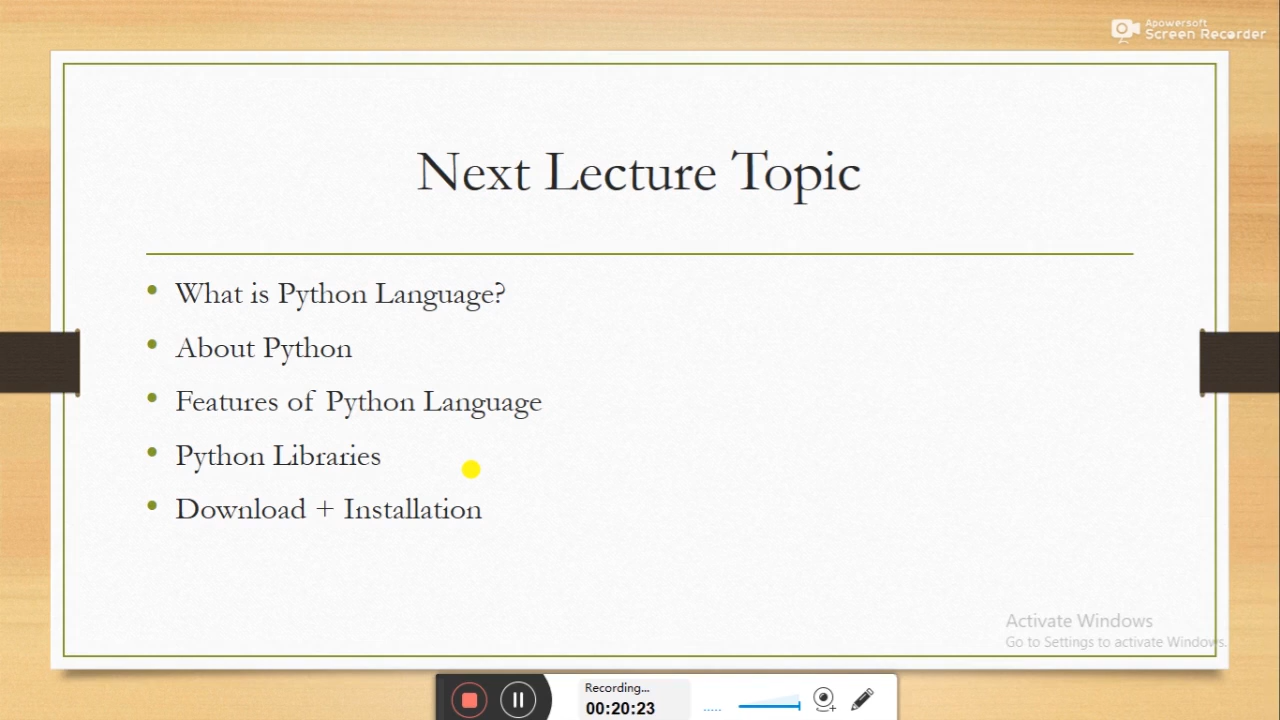 Apowersoft
Screen Recorder
Next Lecture Topic
• What is Python Language?
• About Python
• Features of Python Language
• Python Libraries
• Download + Installation
Activate Windows
Go to Settings to activate Windows.
Recording...
00:20:23